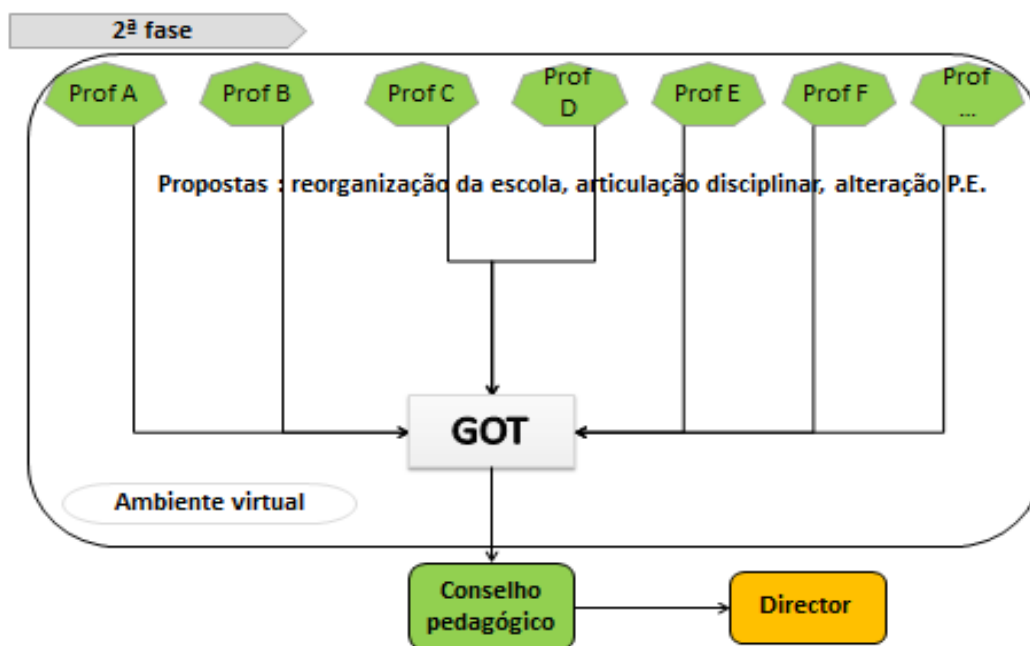 2ª fase
Prof A
Prof B
Prof C
Prof
D
Prof E
Prof F
Prof
...
Propostas : reorganização da escola, articulação disciplinar, alteração P.E.
GOT
Ambiente virtual
Conselho
pedagógico
Director